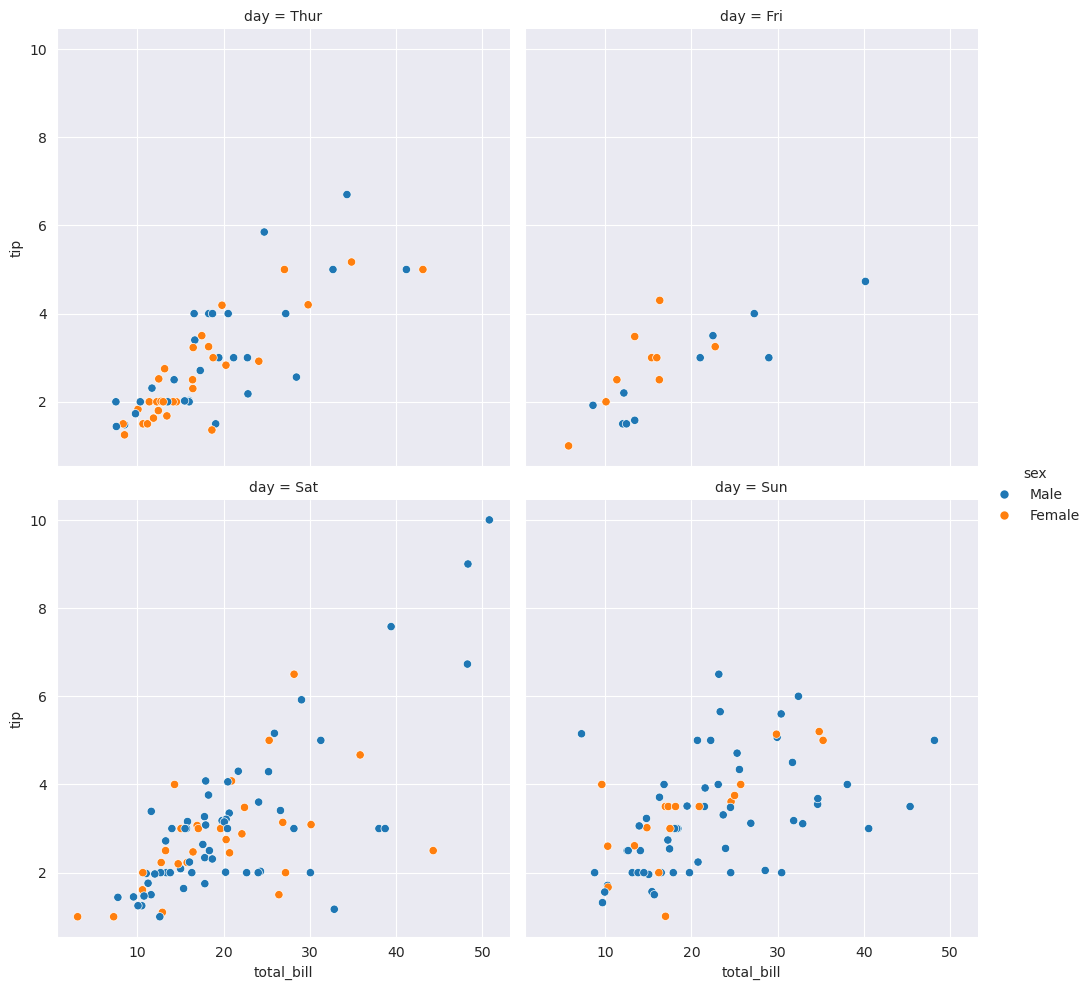 day = Thur
day = Fri
10
8
6
4
2
tip
day = Sat
day = Sun
sex
Male
Female
10
8
6
4
2
tip
10 20 30 40 50
10 20 30 40 50
total_bill
total_bill